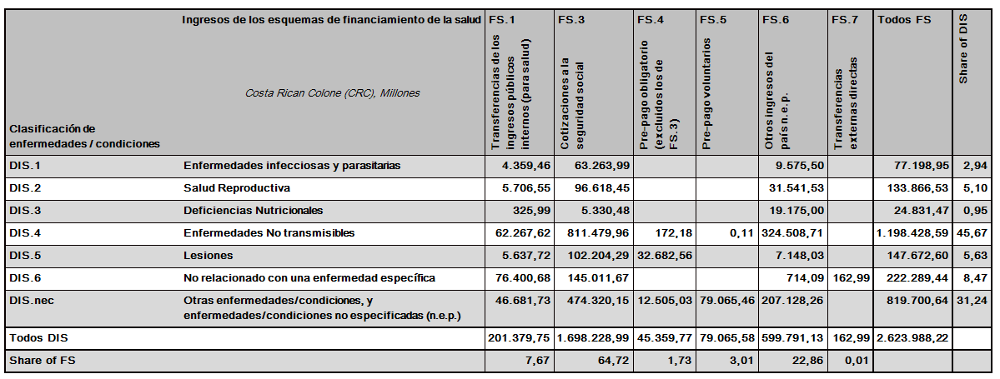 Ingresos de los esquemas de financiamiento de la salud FS.1 FS.3 FS.4 FS.5 FS.6 FS.7 Todos FS Share of DIS
Costa Rican Colone (CRC), Millones
Transferencias de los
ingresos públicos
internos (para salud)
Cotizaciones a la
seguridad social
Pre-pago obligatorio
(excluidos los de
FS.3)
Pre-pago voluntarios
Otros ingresos del
país n. e. p.
Transferencias
externas directas
Clasificación de
enfermedades / condiciones
DIS.1 Enfermedades infecciosas y parasitarias 4.359,46 63.263,99 9.575,50 77.198,95 2,94
DIS.2 Salud Reproductiva 5.706,55 96.618,45 31.541,53 133.866,53 5,10
DIS.3 Deficiencias Nutricionales 325,99 5.330,48 19.175,00 24.831,47 0,95
DIS.4 Enfermedades No transmisibles 62.267,62 811.479,96 172,18 0,11 324.508,71 1.198.428,59 45,67
DIS.5 Lesiones 5.637,72 102.204,29 32.682,56 7.148,03 147.672,60 5,63
DIS.6 No relacionado con una enfermedad específica 76.400,68 145.011,67 714,09 162,99 222.289,44 8,47
DIS.nec Otras enfermedades/condiciones, y 46.681,73 474.320,15 12.505,03 79.065,46 207.128,26 819.700,64 31,24
enfermedades/condiciones no especificadas (n.e.p.)
Todos DIS 201.379,75 1.698.228,99 45.359,77 79.065,58 599.791,13 162,99 2.623.988,22
Share of FS 7,67 64,72 1,73 3,01 22,86 0,01